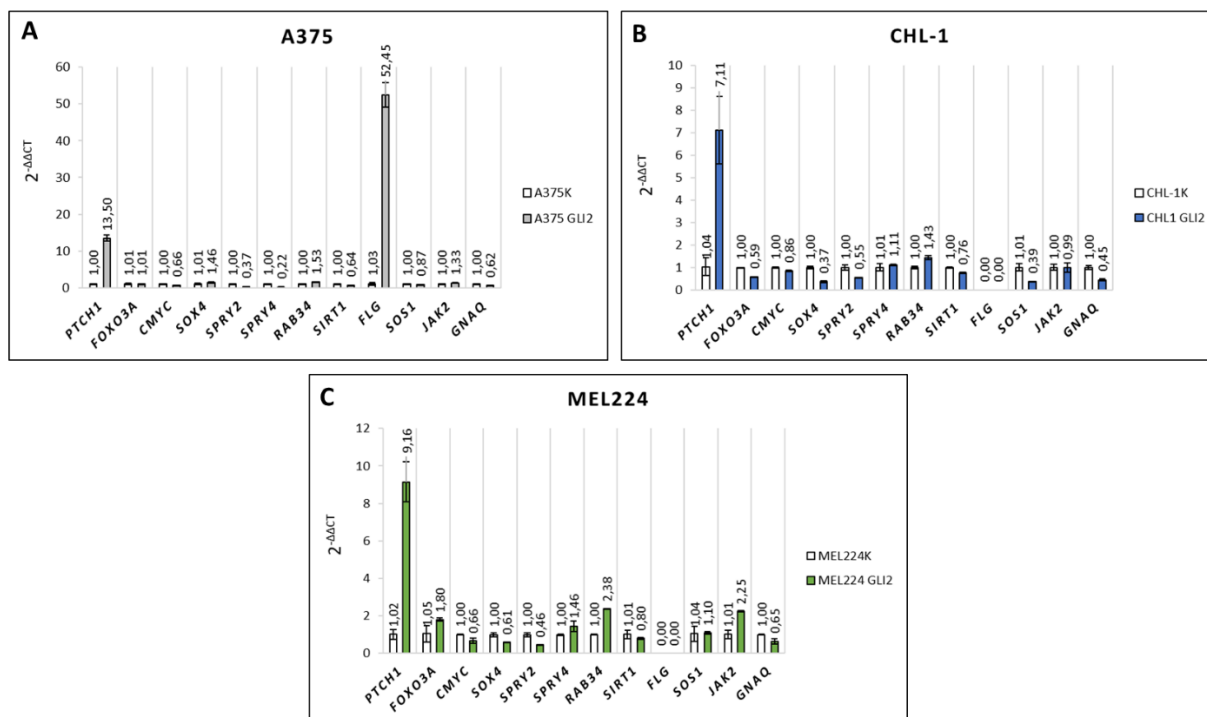 A
A375
2^-ΔΔCT
60
50
40
30
20
10
0
1,00 13,50 1,01 1,01 1,00 0,66 1,01 1,46 1,00 0,37 1,00 0,22 1,00 1,53 1,00 0,64 1,03 52,45 1,00 0,87 1,00 1,33 1,00 0,62
PTCH1 FOXO3A CMYC SOX4 SPRY2 SPRY4 RAB34 SIRT1 FLG SOS1 JAK2 GNAQ
A375K
A375 GLI2
B
CHL-1
2^-ΔΔCT
10
9
8
7
6
5
4
3
2
1
0
1,04 7,11 1,00 0,59 1,00 0,86 1,00 0,37 1,00 0,55 1,01 1,11 1,00 1,43 1,00 0,76 0,00 0,00 1,01 0,39 1,00 0,99 1,00 0,45
PTCH1 FOXO3A CMYC SOX4 SPRY2 SPRY4 RAB34 SIRT1 FLG SOS1 JAK2 GNAQ
CHL-1K
CHL1 GLI2
C
MEL224
2^-ΔΔCT
12
10
8
6
4
2
0
1,02 9,16 1,05 1,80 1,00 0,66 1,00 0,61 1,00 0,46 1,00 1,46 1,00 2,38 1,01 0,80 0,00 0,00 1,04 1,10 1,01 2,25 1,00 0,65
PTCH1 FOXO3A CMYC SOX4 SPRY2 SPRY4 RAB34 SIRT1 FLG SOS1 JAK2 GNAQ
MEL224K
MEL224 GLI2